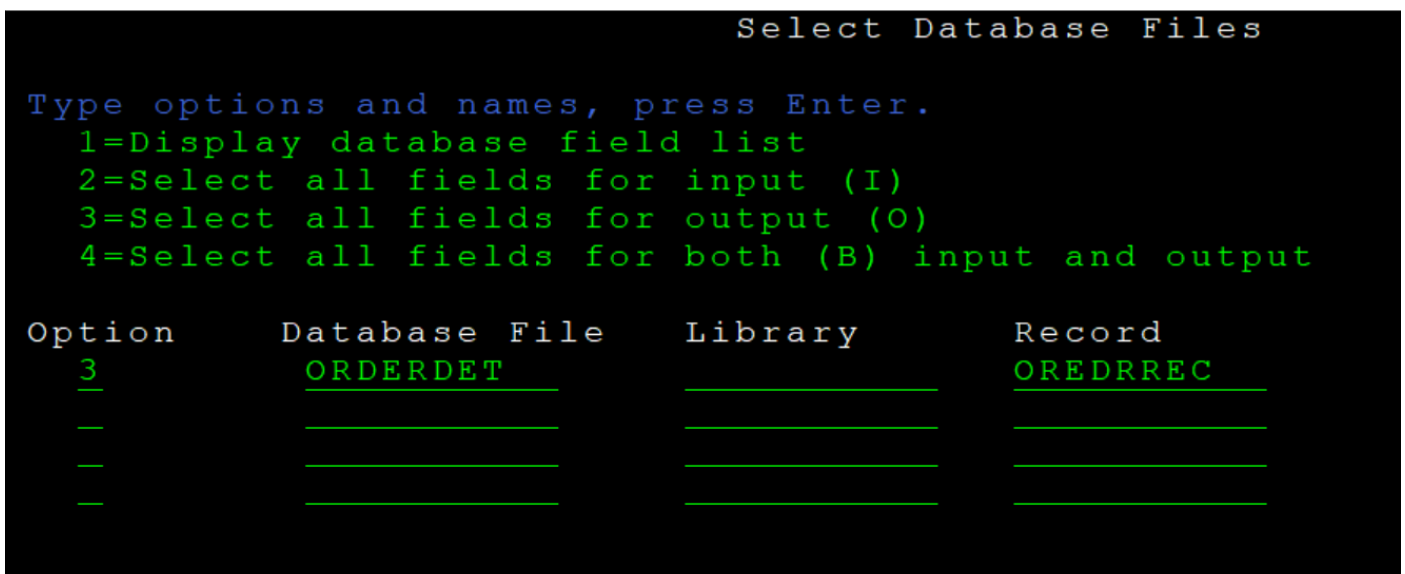 Select Database Files
Type options and names, press Enter.
1=Display database field list
2=Select all fields for input (I)
3=Select all fields for output (O)
4=Select all fields for both (B) input and output
Option Database File Library Record
3 ORDERDET OREDRREC